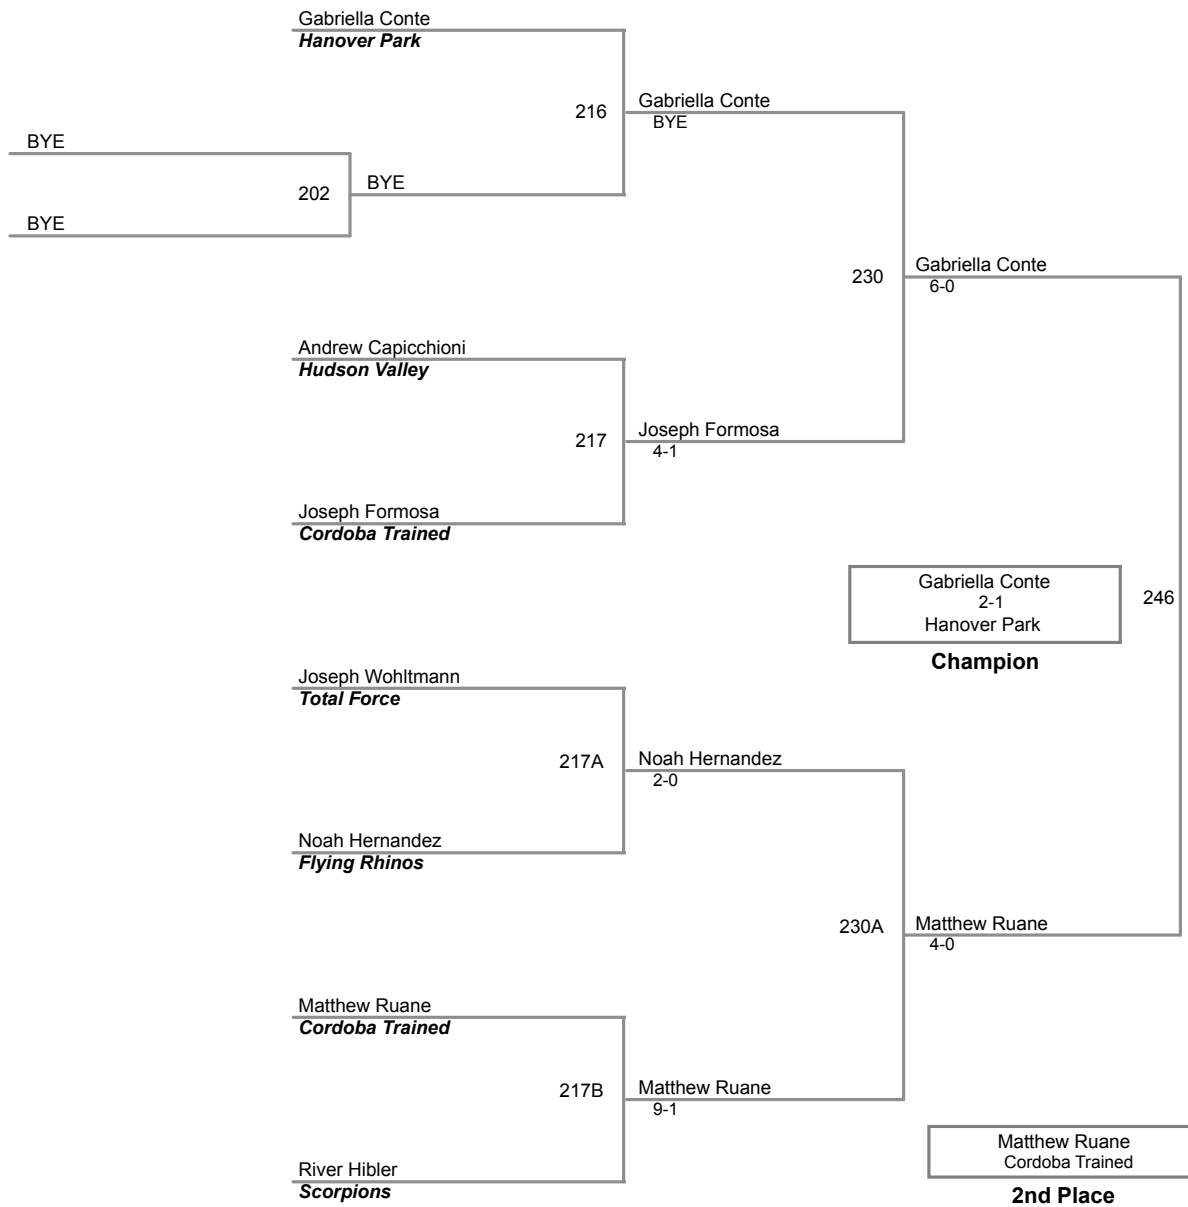 Gabriella Conte
Hanover Park
216
Gabriella Conte
BYE
BYE
202
BYE
BYE
230
Gabriella Conte
6-0
Andrew Capicchioni
Hudson Valley
217
Joseph Formosa
4-1
Joseph Formosa
Cordoba Trained
Gabriella Conte
2-1
Hanover Park
246
Champion
Joseph Wohltmann
Total Force
217A
Noah Hernandez
2-0
Noah Hernandez
Flying Rhinos
230A
Matthew Ruane
4-0
Matthew Ruane
Cordoba Trained
217B
Matthew Ruane
9-1
Matthew Ruane
Cordoba Trained
2nd Place
River Hibler
Scorpions